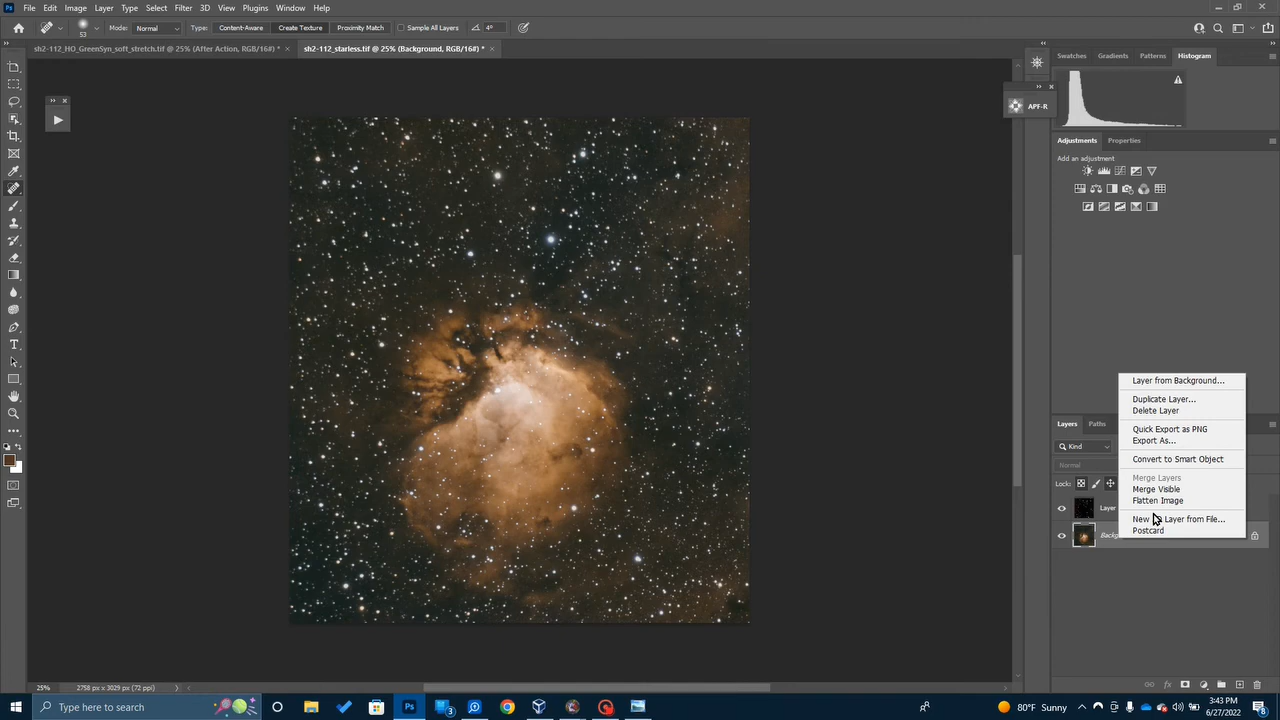 File Edit Image Layer Type Select Filter 3D View Plugins Window Help
53 Mode: Normal Type: Content-Aware Create Texture Proximity Match Sample All Layers 4°
sh2-112_HO_GreenSyn_soft_stretch.tif @ 25% (After Action, RGB/16#) * ×
sh2-112_starless.tif @ 25% (Background, RGB/16#) * ×
Swatches Gradients Patterns Histogram
APF-R
Adjustments Properties
Add an adjustment
Layers Paths
Kind
Normal
Lock:
Layer
Layer from Background...
Duplicate Layer...
Delete Layer
Quick Export as PNG
Export As...
Convert to Smart Object
Merge Layers
Merge Visible
Flatten Image
New Layer from File...
Postcard
25% 2758 px x 3029 px (72 ppi)
Type here to search
80°F Sunny
3:43 PM
6/27/2022